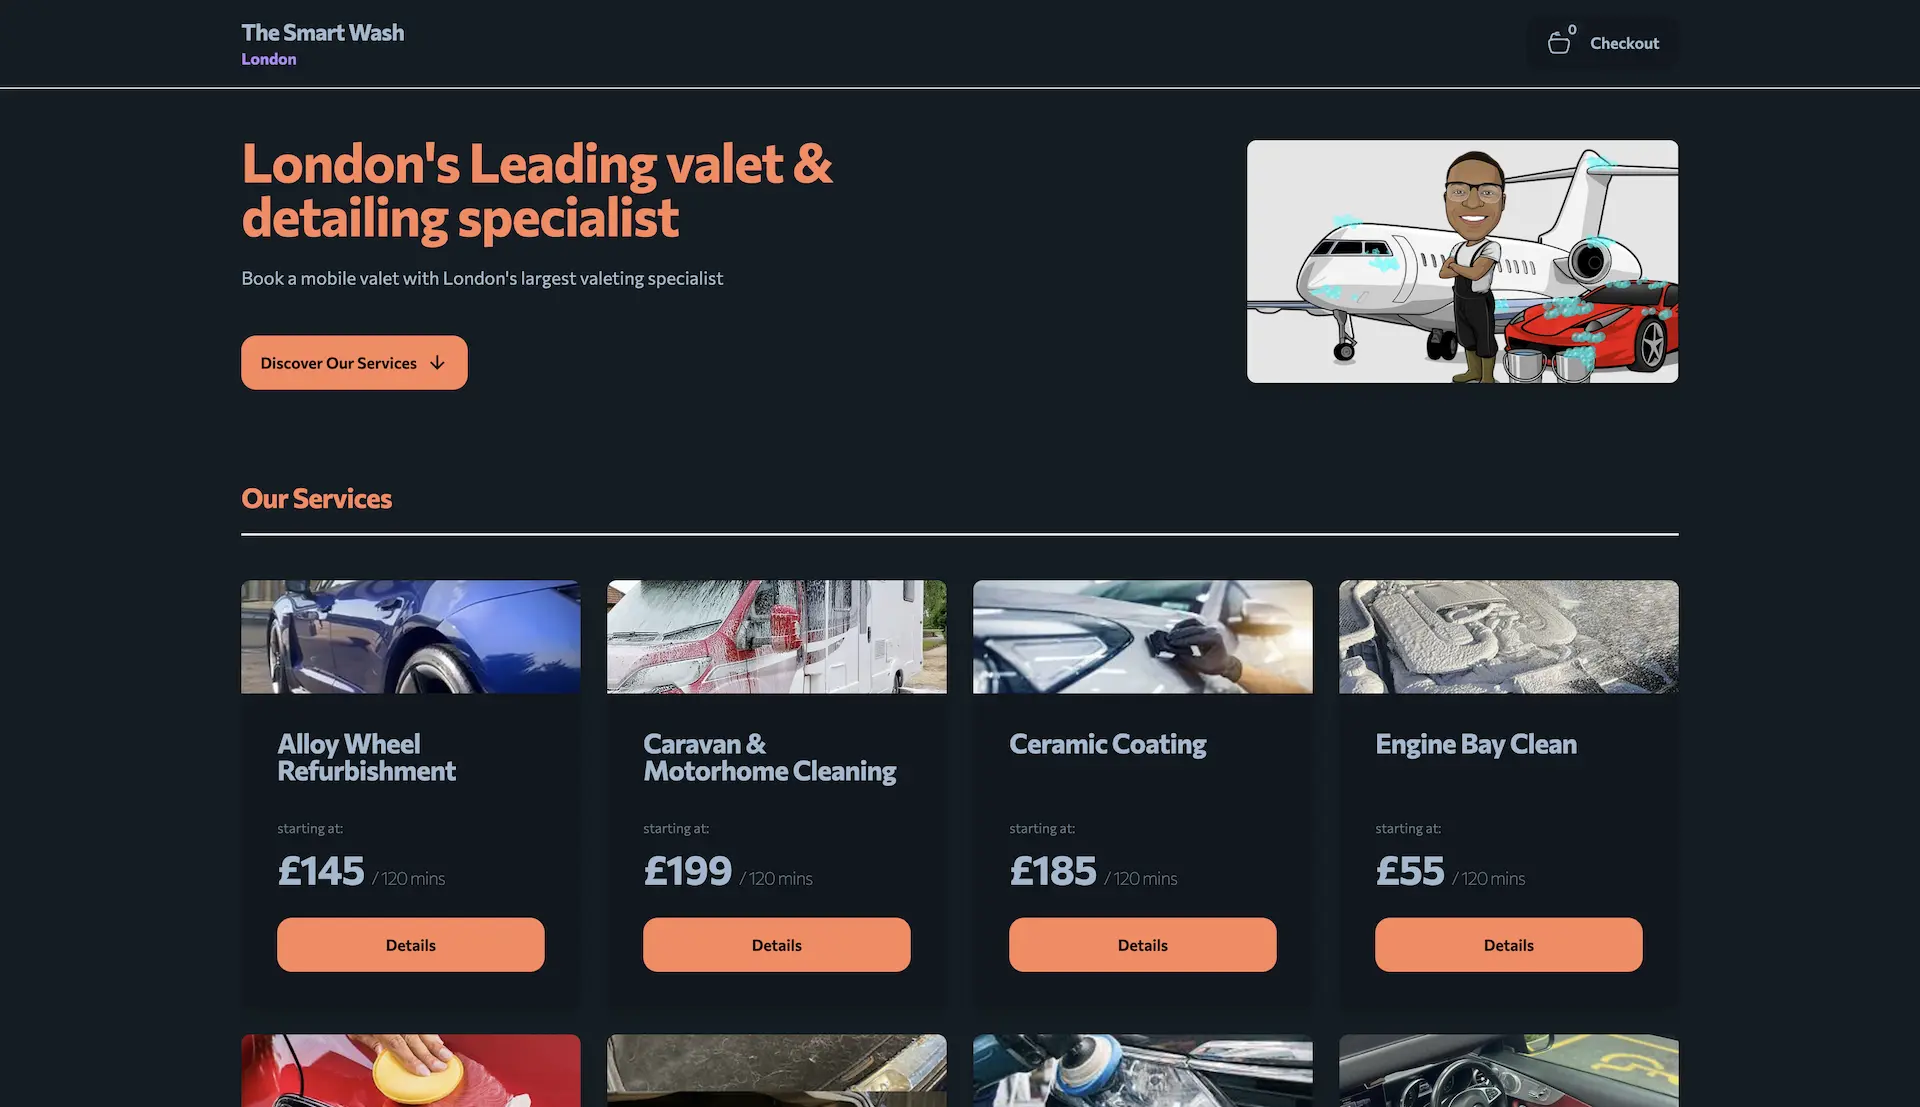 The Smart Wash
London
0
Checkout
London's Leading valet &
detailing specialist
Book a mobile valet with London's largest valeting specialist
Discover Our Services
Our Services
Alloy Wheel
Refurbishment
starting at:
£145 / 120 mins
Details
Caravan &
Motorhome Cleaning
starting at:
£199 / 120 mins
Details
Ceramic Coating
starting at:
£185 / 120 mins
Details
Engine Bay Clean
starting at:
£55 / 120 mins
Details